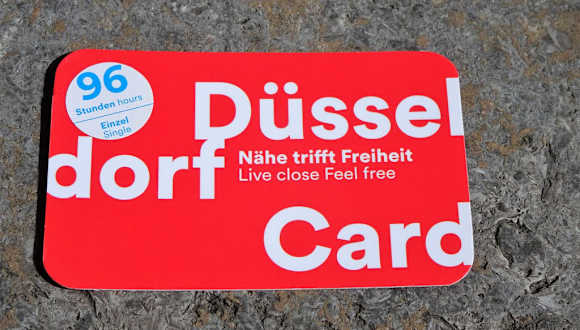 96
Stunden hours
Einzel
Single
Düssel
dorf
Nähe trifft Freiheit
Live close Feel free
Card